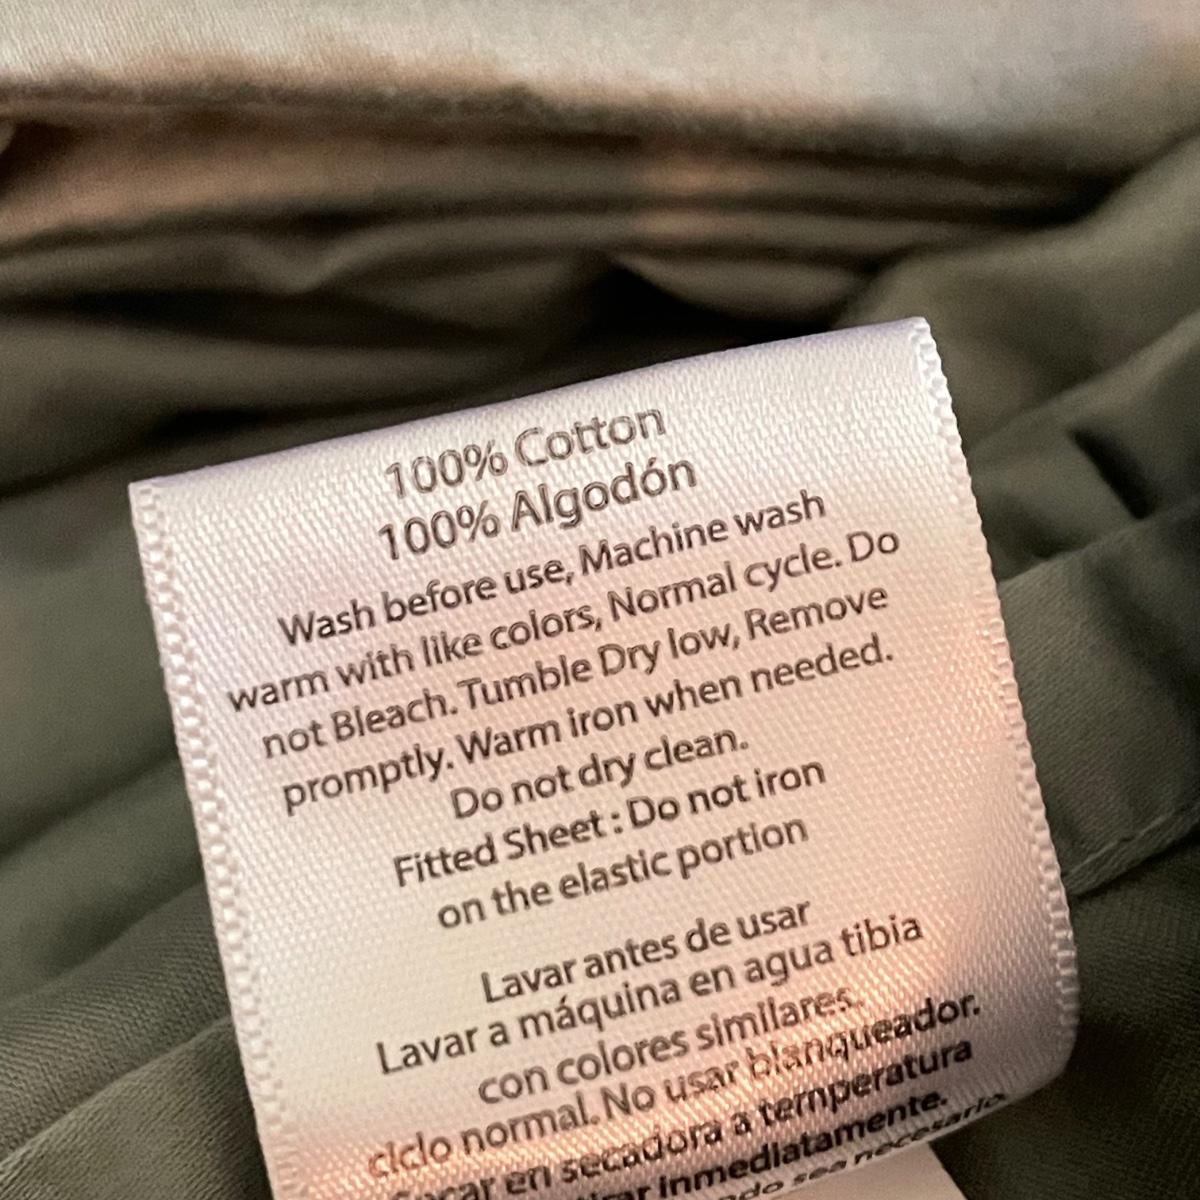 100% Cotton
100% Algodón
Wash before use, Machine wash
warm with like colors, Normal cycle. Do
not Bleach. Tumble Dry low, Remove
promptly. Warm iron when needed.
Do not dry clean.
Fitted Sheet : Do not iron
on the elastic portion
Lavar antes de usar
Lavar a máquina en agua tibia
con colores similares.
ciclo normal. No usar blanqueador.
en secadora a temperatura
inmediatamente.
sea necesario.